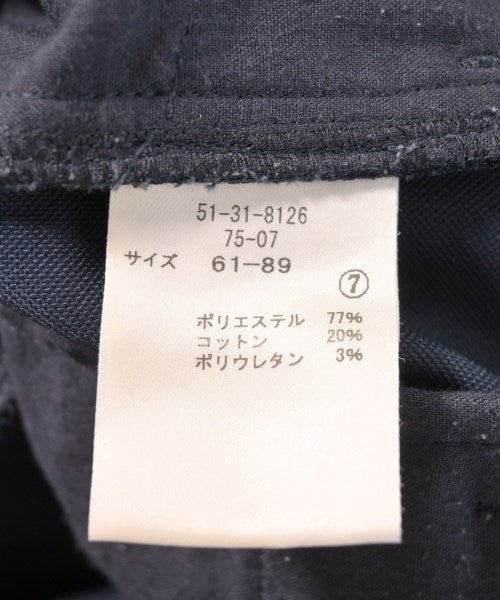 51-31-8126
75-07
サイズ 61-89
⑦
ポリエステル 77%
コットン 20%
ポリウレタン 3%